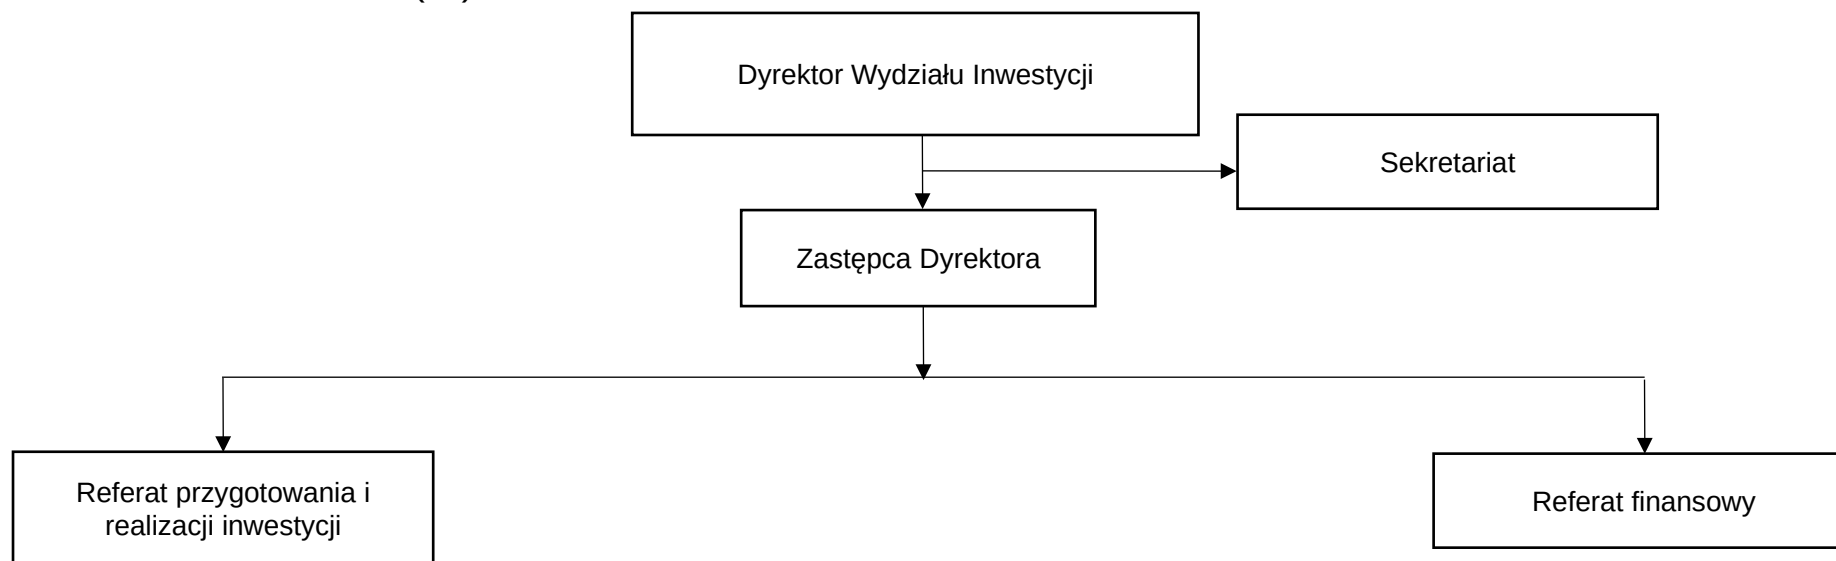 Dyrektor Wydziału Inwestycji
Sekretariat
Zastępca Dyrektora
Referat przygotowania i
realizacji inwestycji
Referat finansowy